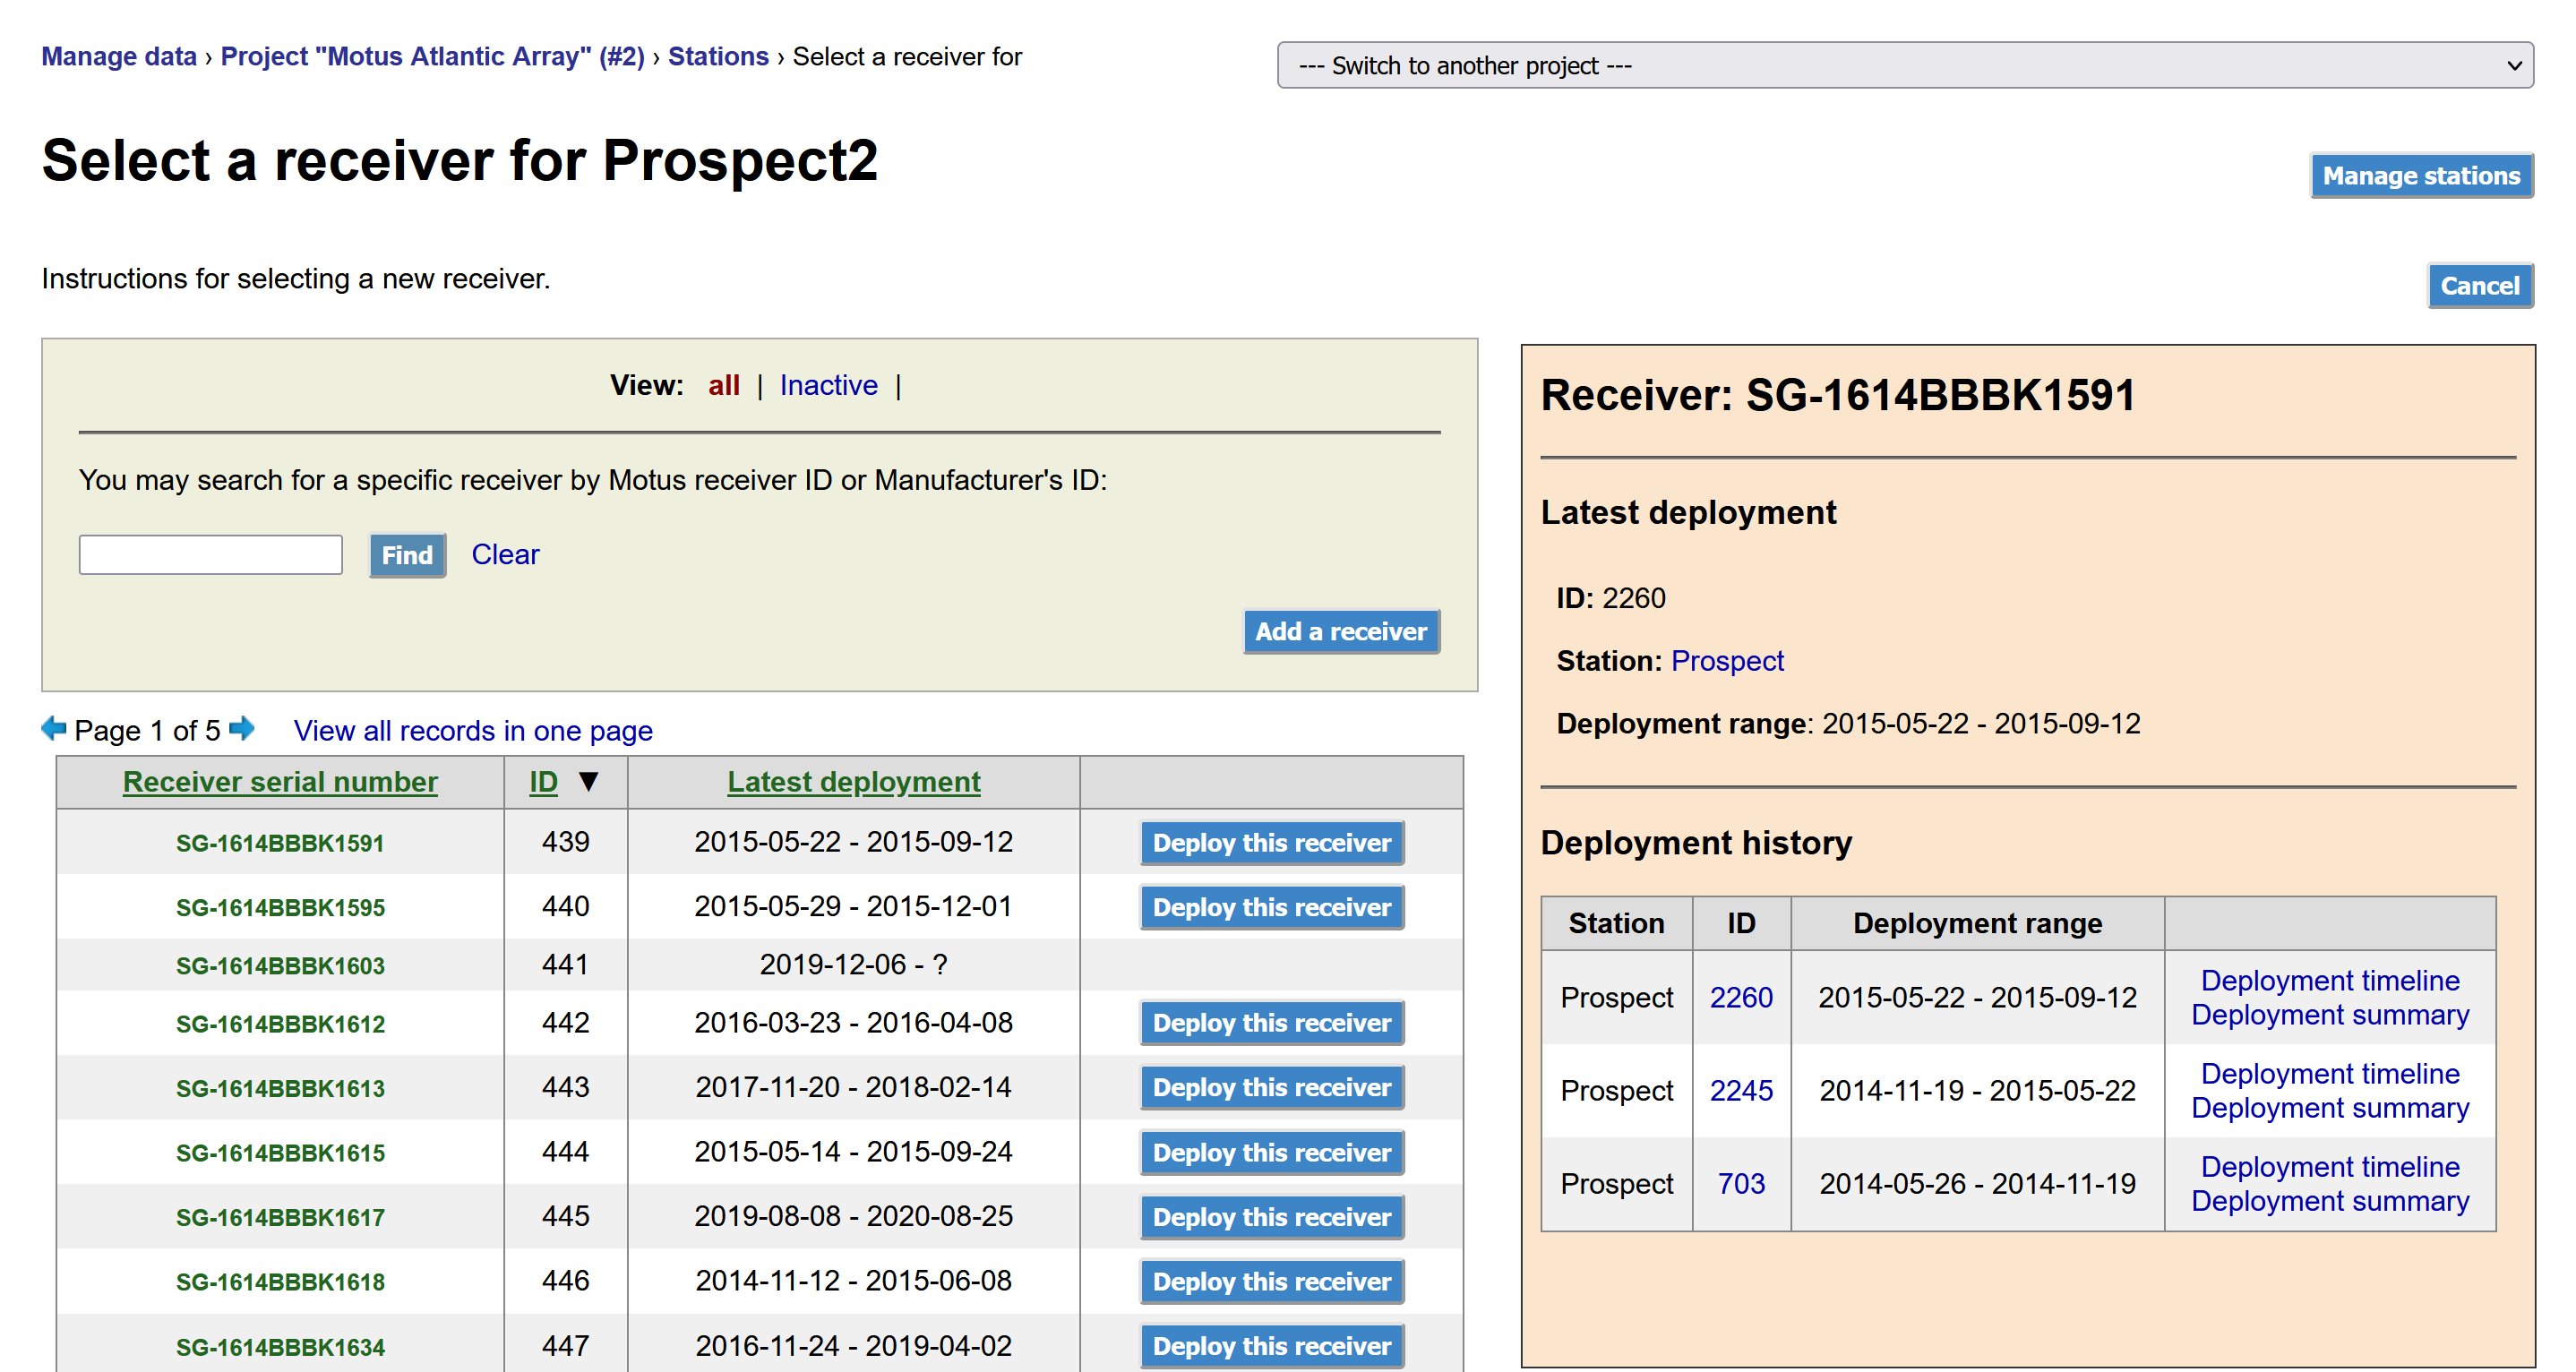 Manage data › Project "Motus Atlantic Array" (#2) › Stations › Select a receiver for
--- Switch to another project ---
Select a receiver for Prospect2
Manage stations
Instructions for selecting a new receiver.
Cancel
View: all | Inactive |
You may search for a specific receiver by Motus receiver ID or Manufacturer's ID:
Find Clear
Add a receiver
Page 1 of 5 View all records in one page
Receiver serial number ID ▼ Latest deployment
SG-1614BBBK1591 439 2015-05-22 - 2015-09-12 Deploy this receiver
SG-1614BBBK1595 440 2015-05-29 - 2015-12-01 Deploy this receiver
SG-1614BBBK1603 441 2019-12-06 - ?
SG-1614BBBK1612 442 2016-03-23 - 2016-04-08 Deploy this receiver
SG-1614BBBK1613 443 2017-11-20 - 2018-02-14 Deploy this receiver
SG-1614BBBK1615 444 2015-05-14 - 2015-09-24 Deploy this receiver
SG-1614BBBK1617 445 2019-08-08 - 2020-08-25 Deploy this receiver
SG-1614BBBK1618 446 2014-11-12 - 2015-06-08 Deploy this receiver
SG-1614BBBK1634 447 2016-11-24 - 2019-04-02 Deploy this receiver
Receiver: SG-1614BBBK1591
Latest deployment
ID: 2260
Station: Prospect
Deployment range: 2015-05-22 - 2015-09-12
Deployment history
Station ID Deployment range
Prospect 2260 2015-05-22 - 2015-09-12 Deployment timeline
Deployment summary
Prospect 2245 2014-11-19 - 2015-05-22 Deployment timeline
Deployment summary
Prospect 703 2014-05-26 - 2014-11-19 Deployment timeline
Deployment summary